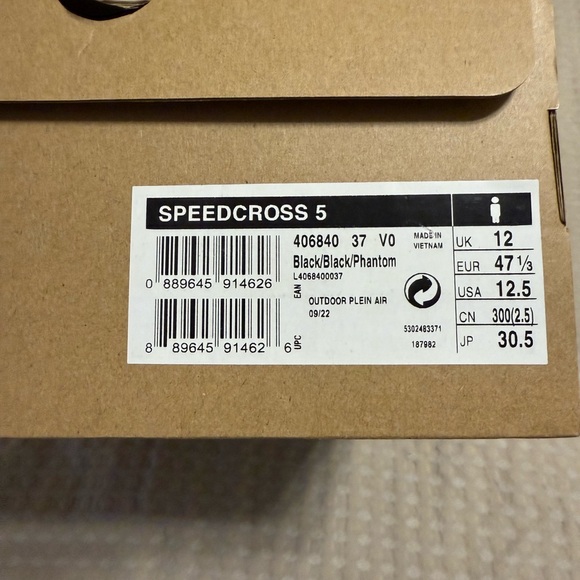 SPEEDCROSS 5
406840 37 V0
MADE IN
VIETNAM
Black/Black/Phantom
L4068400037
0 889645 914626
EAN
OUTDOOR PLEIN AIR
09/22
8 89645 91462 6
UPC
5302483371
187982
UK 12
EUR 47 1/3
USA 12.5
CN 300(2.5)
JP 30.5